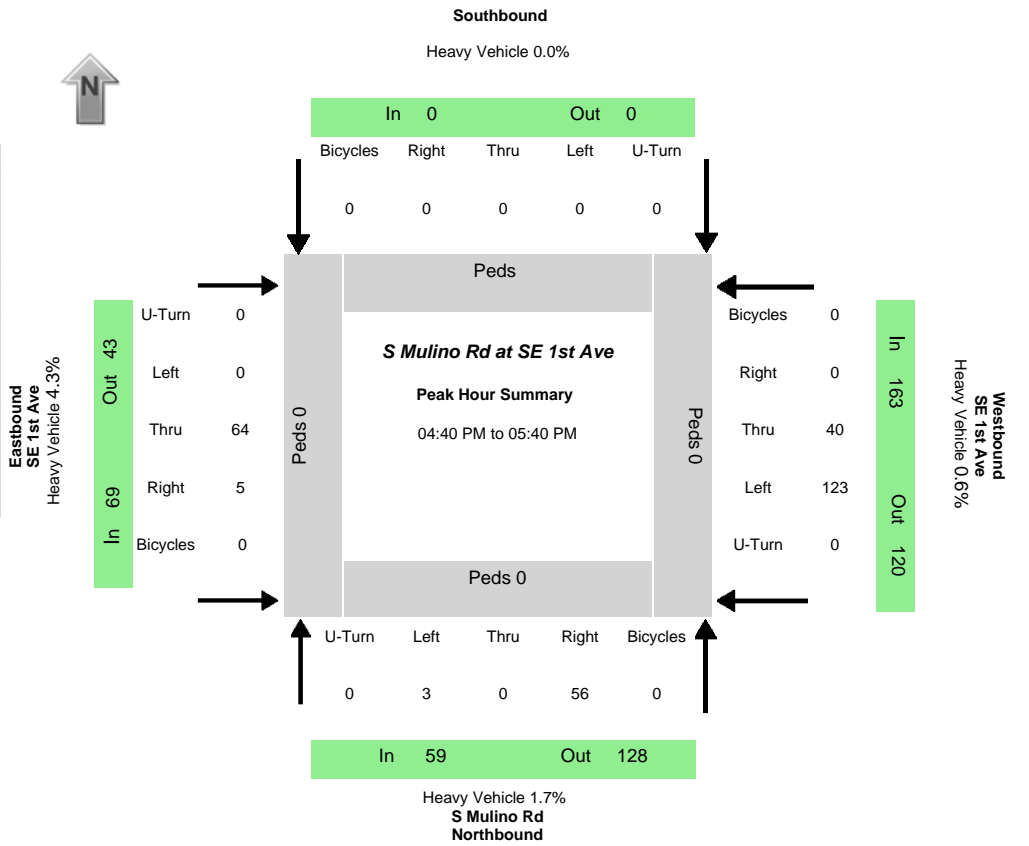 Southbound
Heavy Vehicle 0.0%
N
In 0 Out 0
Bicycles Right Thru Left U-Turn
0 0 0 0 0
Peds
Eastbound
SE 1st Ave
Heavy Vehicle 4.3%
In 69 Out 43
U-Turn 0
Left 0
Thru 64
Right 5
Bicycles 0
Peds 0
S Mulino Rd at SE 1st Ave
Peak Hour Summary
04:40 PM to 05:40 PM
Peds 0
Bicycles 0
Right 0
Thru 40
Left 123
U-Turn 0
In 163 Out 120
Westbound
SE 1st Ave
Heavy Vehicle 0.6%
Peds 0
U-Turn Left Thru Right Bicycles
0 3 0 56 0
In 59 Out 128
Heavy Vehicle 1.7%
S Mulino Rd
Northbound